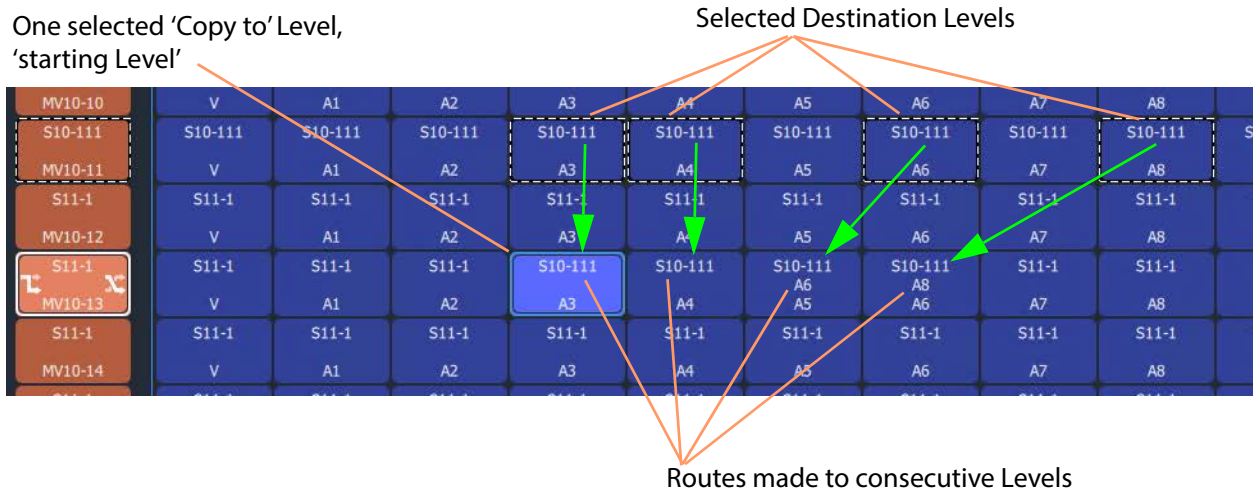 One selected ‘Copy to’ Level,
‘starting Level’
Selected Destination Levels
MV10-10 V A1 A2 A3 A4 A5 A6 A7 A8
S10-111 S10-111 S10-111 S10-111 S10-111 S10-111 S10-111 S10-111 S10-111 S10-111 S
MV10-11 V A1 A2 A3 A4 A5 A6 A7 A8
S11-1 S11-1 S11-1 S11-1 S11-1 S11-1 S11-1 S11-1 S11-1 S11-1
MV10-12 V A1 A2 A3 A4 A5 A6 A7 A8
S11-1 S11-1 S11-1 S11-1 S10-111 S10-111 S10-111 S10-111 S11-1 S11-1
A6 A8
MV10-13 V A1 A2 A3 A4 A5 A6 A7 A8
S11-1 S11-1 S11-1 S11-1 S11-1 S11-1 S11-1 S11-1 S11-1 S11-1
MV10-14 V A1 A2 A3 A4 A5 A6 A7 A8
Routes made to consecutive Levels